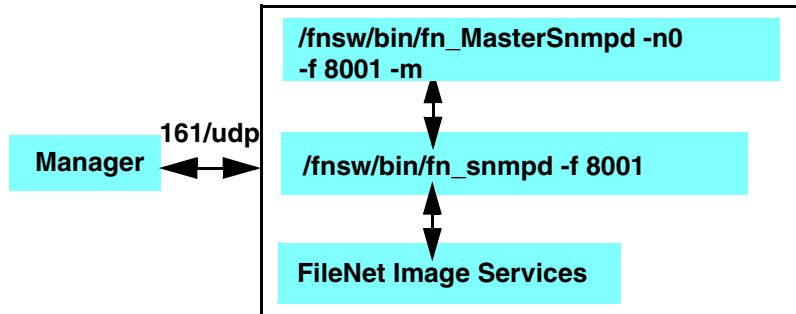 /fnsw/bin/fn_MasterSnmpd -n0
-f 8001 -m
161/udp
Manager
/fnsw/bin/fn_snmpd -f 8001
FileNet Image Services